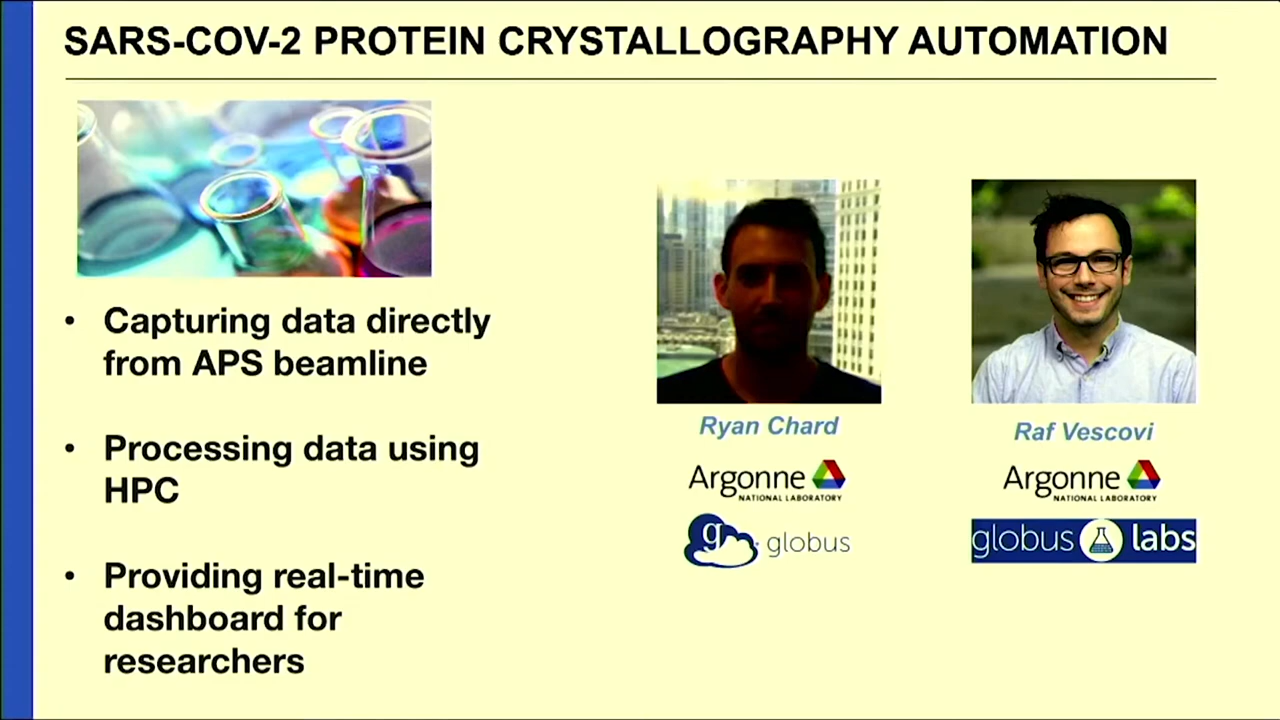 SARS-COV-2 PROTEIN CRYSTALLOGRAPHY AUTOMATION
• Capturing data directly
from APS beamline
• Processing data using
HPC
• Providing real-time
dashboard for
researchers
Ryan Chard
Argonne
NATIONAL LABORATORY
g globus
Raf Vescovi
Argonne
NATIONAL LABORATORY
globus labs